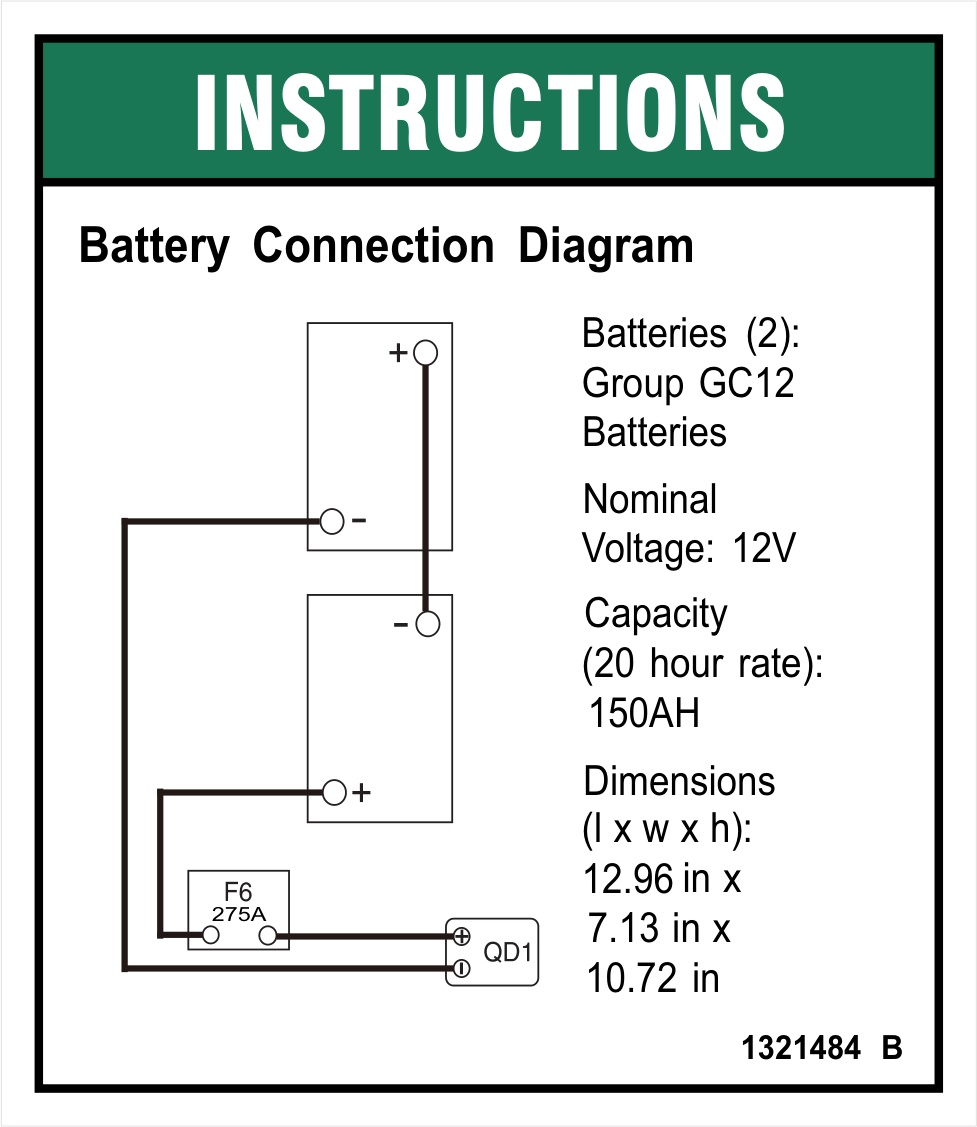 INSTRUCTIONS
Battery Connection Diagram
+
-
-
+
F6
275A
+
QD1
-
Batteries (2):
Group GC12
Batteries
Nominal
Voltage: 12V
Capacity
(20 hour rate):
150AH
Dimensions
(l x w x h):
12.96 in x
7.13 in x
10.72 in
1321484 B